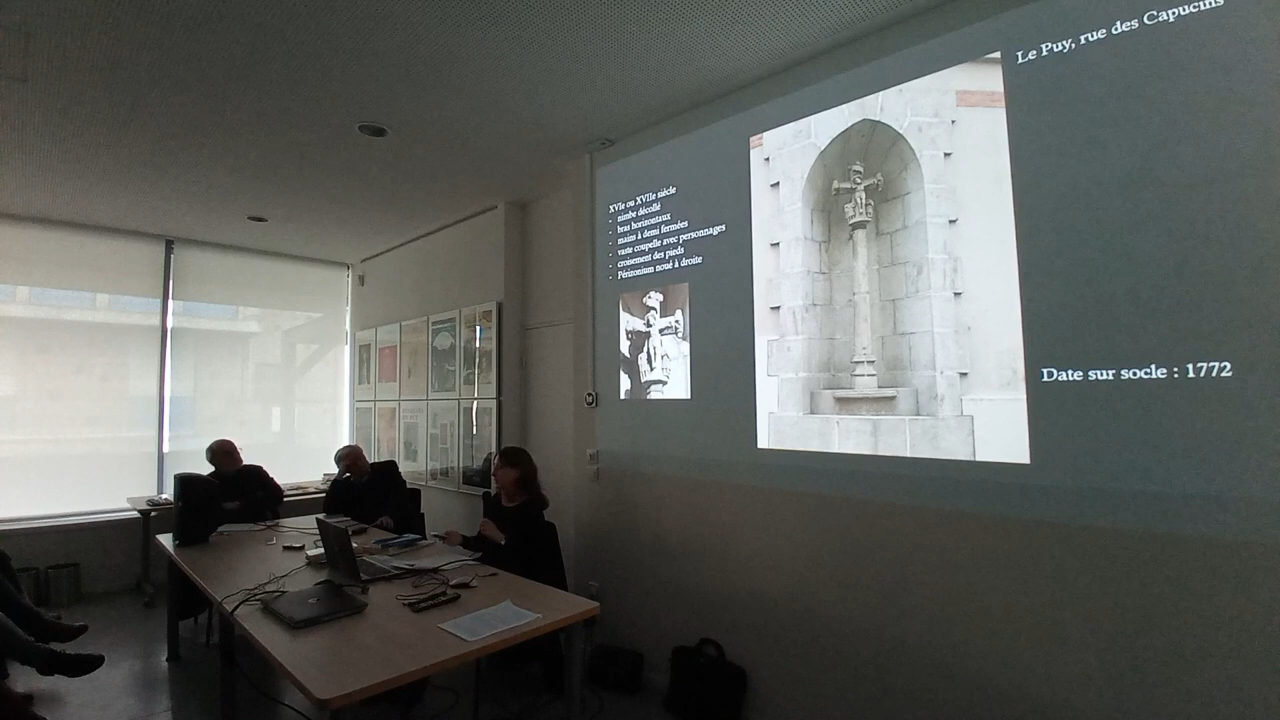 Le Puy, rue des Capucins
XVIe ou XVIIe siècle
- nimbe décollé
- bras horizontaux
- mains à demi fermées
- vaste coupelle avec personnages
- croisement des pieds
- Périzonium noué à droite
Date sur socle : 1772